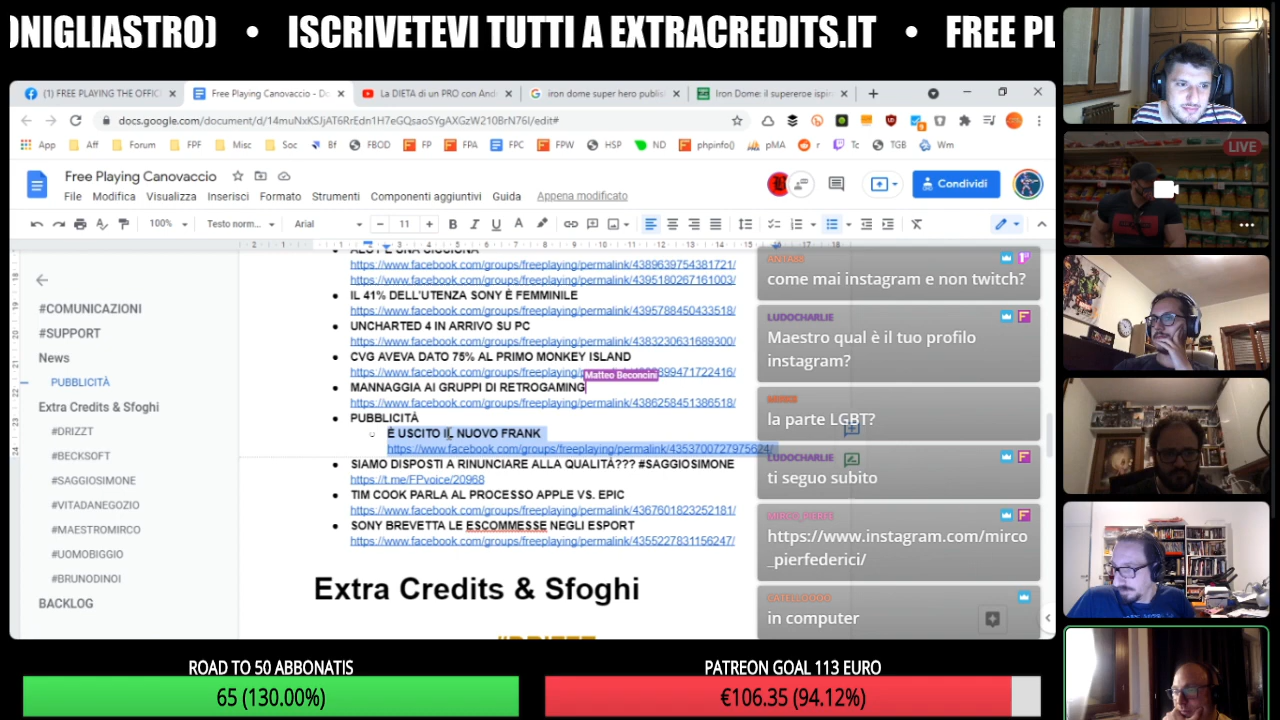 ONIGLIASTRO) • ISCRIVETEVI TUTTI A EXTRACREDITS.IT • FREE PL
(1) FREE PLAYING THE OFFIC
Free Playing Canovaccio - Do
La DIETA di un PRO con And
iron dome super hero publis
Iron Dome: il supereroe ispir
App Aff Forum FPF Misc Soc Bf FBOD FP FPA FPC FPW HSP ND phpinfo() pMA r Tc TGB Wm
Free Playing Canovaccio
File Modifica Visualizza Inserisci Formato Strumenti Componenti aggiuntivi Guida Appena modificato
Condividi
100% Testo norm... Arial 11
#COMUNICAZIONI
#SUPPORT
News
PUBBLICITÀ
Extra Credits & Sfoghi
#DRIZZT
#BECKSOFT
#SAGGIOSIMONE
#VITADANEGOZIO
#MAESTROMIRCO
#UOMOBIGGIO
#BRUNODINOI
BACKLOG
https://www.facebook.com/groups/freeplaying/permalink/4389639754381721/
https://www.facebook.com/groups/freeplaying/permalink/4395180267161003/
IL 41% DELL'UTENZA SONY È FEMMINILE
https://www.facebook.com/groups/freeplaying/permalink/4395788450433518/
UNCHARTED 4 IN ARRIVO SU PC
https://www.facebook.com/groups/freeplaying/permalink/4383230631689300/
CVG AVEVA DATO 75% AL PRIMO MONKEY ISLAND
Matteo Beconcini
MANNAGGIA AI GRUPPI DI RETROGAMING
https://www.facebook.com/groups/freeplaying/permalink/4386258451386518/
PUBBLICITÀ
È USCITO IL NUOVO FRANK
https://www.facebook.com/groups/freeplaying/permalink/4353700727975624/
SIAMO DISPOSTI A RINUNCIARE ALLA QUALITÀ??? #SAGGIOSIMONE
https://t.me/FPvoice/20968
TIM COOK PARLA AL PROCESSO APPLE VS. EPIC
https://www.facebook.com/groups/freeplaying/permalink/4367601823252181/
SONY BREVETTA LE ESCOMMESSE NEGLI ESPORT
https://www.facebook.com/groups/freeplaying/permalink/4355227831156247/
Extra Credits & Sfoghi
come mai instagram e non twitch?
LUDOCHARLIE
Maestro qual è il tuo profilo
instagram?
la parte LGBT?
LUDOCHARLIE
ti seguo subito
MIRCO_PIERFE
https://www.instagram.com/mirco
_pierfederici/
in computer
LIVE
ROAD TO 50 ABBONATIS
65 (130.00%)
PATREON GOAL 113 EURO
€106.35 (94.12%)